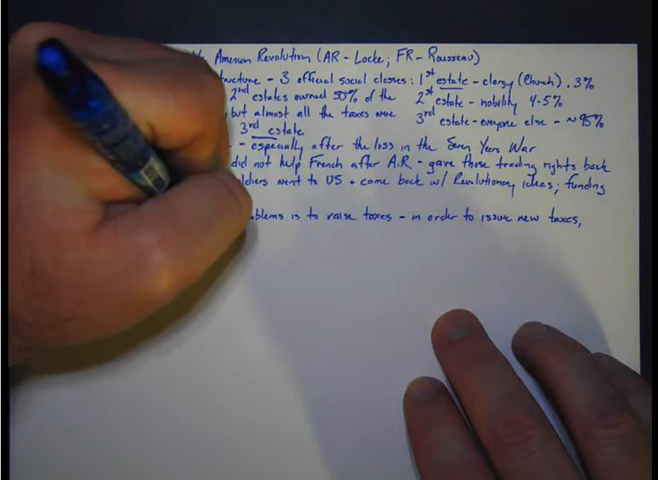 American Revolution (AR - Locke; FR - Rousseau)
structure - 3 official social classes: 1st estate - clergy (Church) .3%
2nd estates owned 50% of the 2nd estate - nobility 4.5%
but almost all the taxes were 3rd estate - everyone else - ~95%
3rd estate
- especially after the loss in the Seven Years War
did not help French after A.R - gave those trading rights back
soldiers went to US + come back w/ Revolutionary ideas; funding
problems is to raise taxes - in order to issue new taxes,